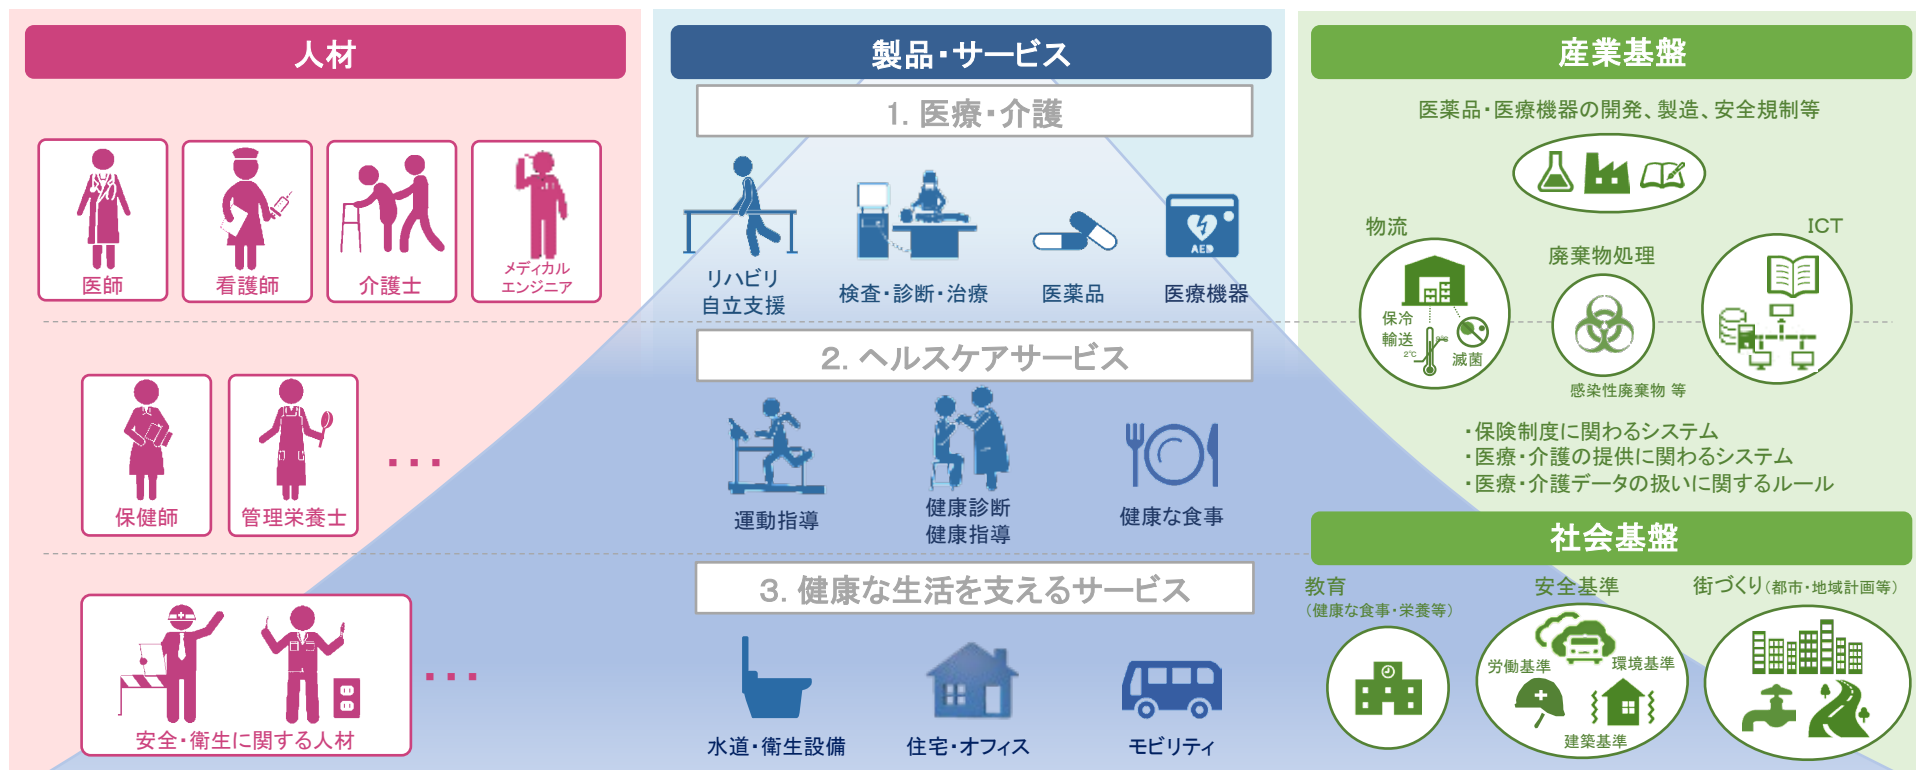 人材
医師
看護師
介護士
メディカル
エンジニア
保健師
管理栄養士
・・・
安全・衛生に関する人材
・・・
製品・サービス
1. 医療・介護
リハビリ
自立支援
検査・診断・治療
医薬品
AED
医療機器
2. ヘルスケアサービス
運動指導
健康診断
健康指導
健康な食事
3. 健康な生活を支えるサービス
水道・衛生設備
住宅・オフィス
モビリティ
産業基盤
医薬品・医療機器の開発、製造、安全規制等
物流
保冷
輸送
2℃
滅菌
廃棄物処理
感染性廃棄物 等
ICT
・保険制度に関わるシステム
・医療・介護の提供に関わるシステム
・医療・介護データの扱いに関するルール
社会基盤
教育
（健康な食事・栄養等）
安全基準
労働基準
環境基準
建築基準
街づくり（都市・地域計画等）